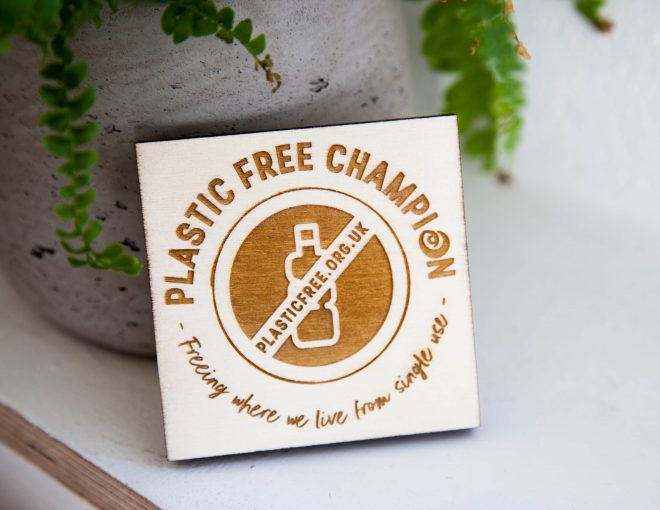 PLASTIC FREE CHAMPION
PLASTICFREE.ORG.UK
- Freeing where we live from single use -